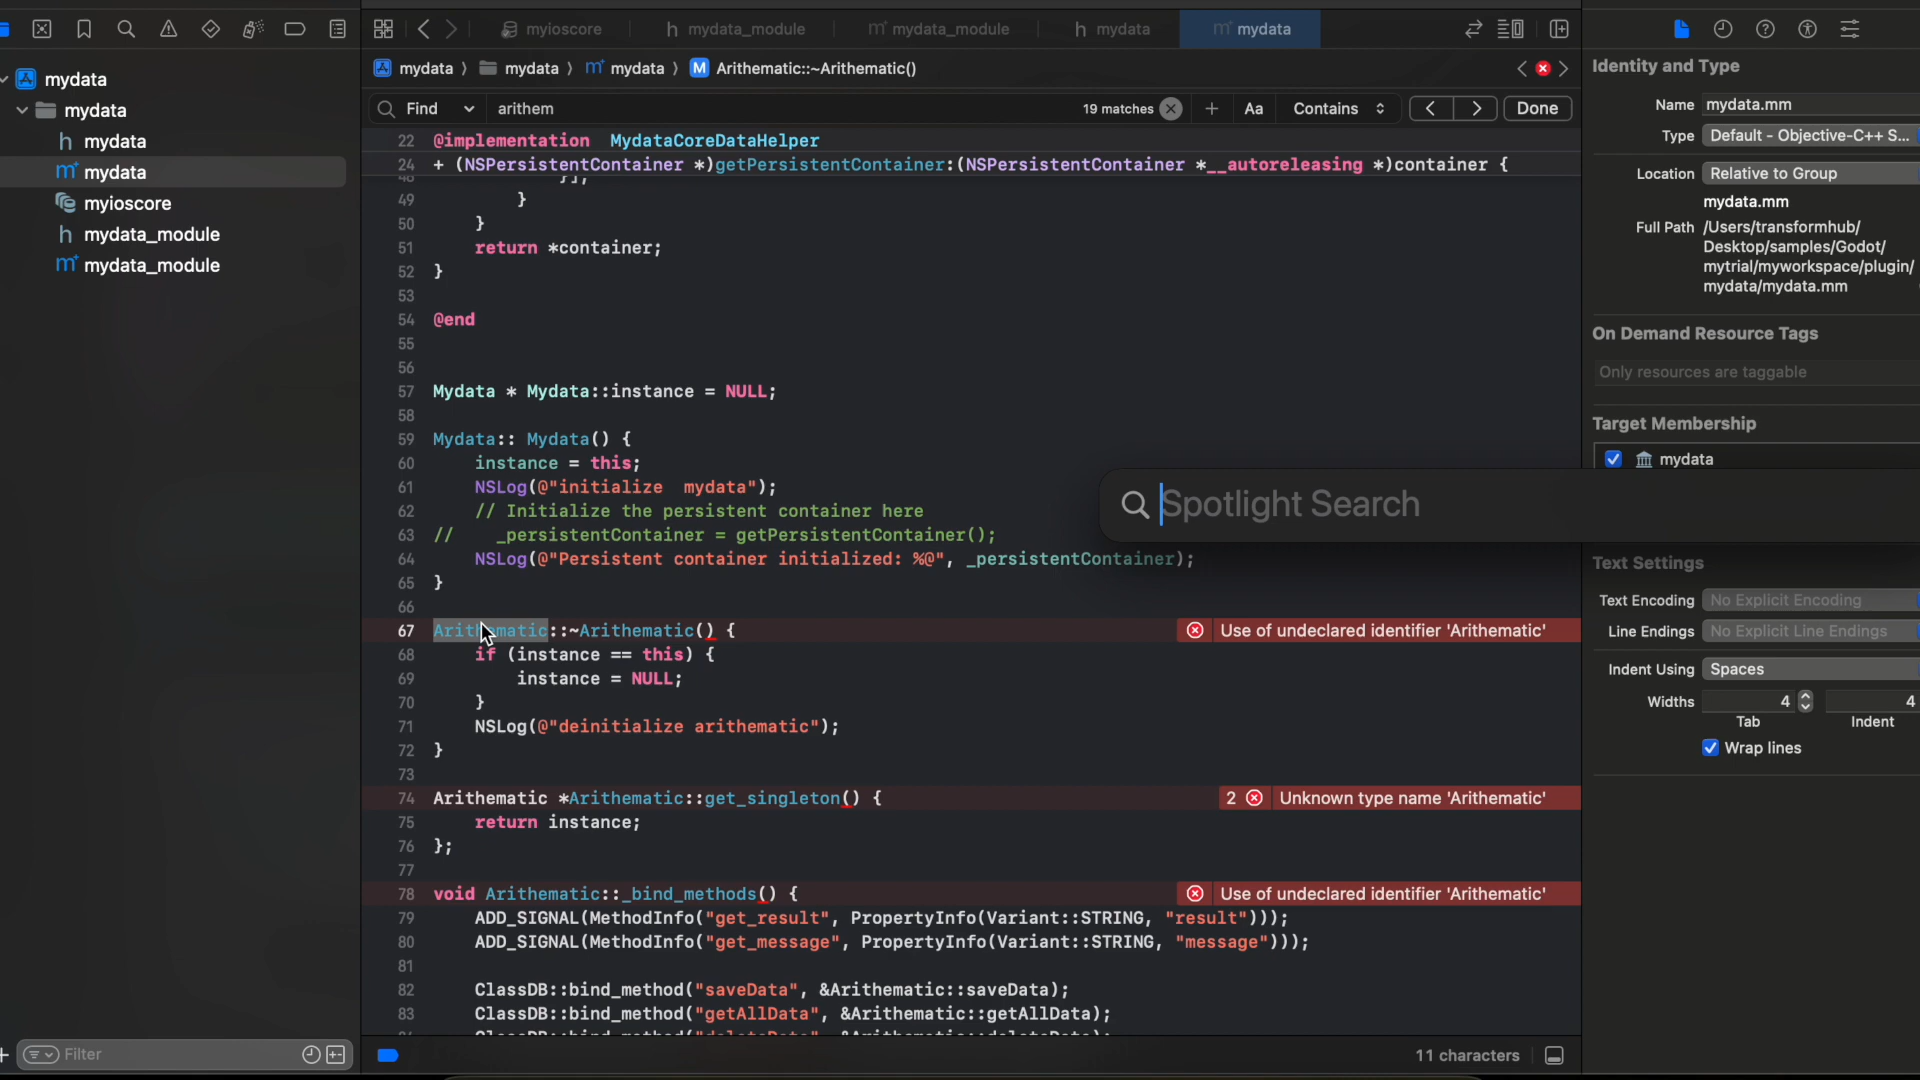 myioscore
mydata_module
mydata_module
mydata
mydata
mydata
mydata
mydata
mydata
myioscore
mydata_module
mydata_module
Filter
mydata mydata mydata M Arithematic::~Arithematic()
Find arithem 19 matches Aa Contains Done
22 @implementation MydataCoreDataHelper
24 + (NSPersistentContainer *)getPersistentContainer:(NSPersistentContainer *__autoreleasing *)container {
49 }
50 }
51 return *container;
52 }
53
54 @end
55
56
57 Mydata * Mydata::instance = NULL;
58
59 Mydata:: Mydata() {
60 instance = this;
61 NSLog(@"initialize mydata");
62 // Initialize the persistent container here
63 // _persistentContainer = getPersistentContainer();
64 NSLog(@"Persistent container initialized: %@", _persistentContainer);
65 }
66
67 Arithematic::~Arithematic() { Use of undeclared identifier 'Arithematic'
68 if (instance == this) {
69 instance = NULL;
70 }
71 NSLog(@"deinitialize arithematic");
72 }
73
74 Arithematic *Arithematic::get_singleton() { 2 Unknown type name 'Arithematic'
75 return instance;
76 };
77
78 void Arithematic::_bind_methods() { Use of undeclared identifier 'Arithematic'
79 ADD_SIGNAL(MethodInfo("get_result", PropertyInfo(Variant::STRING, "result")));
80 ADD_SIGNAL(MethodInfo("get_message", PropertyInfo(Variant::STRING, "message")));
81
82 ClassDB::bind_method("saveData", &Arithematic::saveData);
83 ClassDB::bind_method("getAllData", &Arithematic::getAllData);
11 characters
Spotlight Search
Identity and Type
Name mydata.mm
Type Default - Objective-C++ S...
Location Relative to Group
mydata.mm
Full Path /Users/transformhub/
Desktop/samples/Godot/
mytrial/myworkspace/plugin/
mydata/mydata.mm
On Demand Resource Tags
Only resources are taggable
Target Membership
mydata
Text Settings
Text Encoding No Explicit Encoding
Line Endings No Explicit Line Endings
Indent Using Spaces
Widths 4 4
Tab Indent
Wrap lines